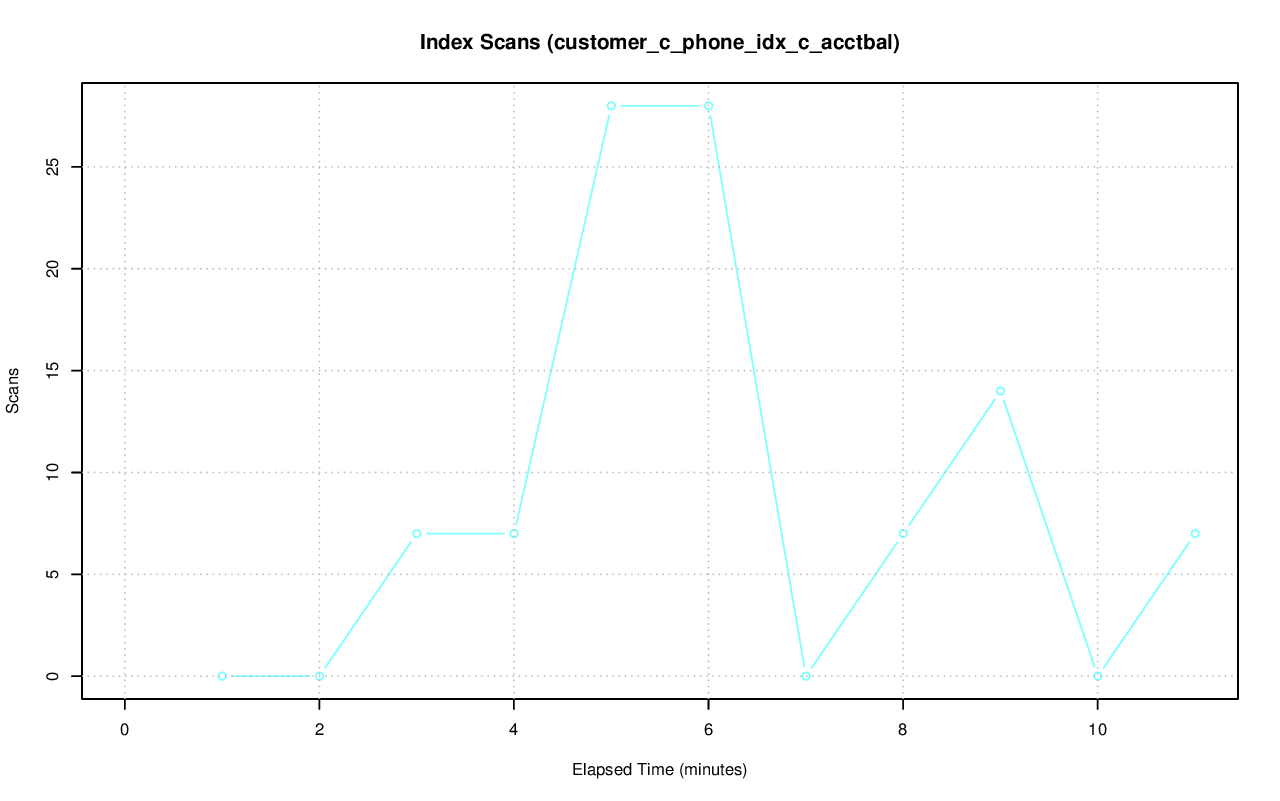 Index Scans (customer_c_phone_idx_c_acctbal)
Scans
25
20
15
10
5
0
0 2 4 6 8 10
Elapsed Time (minutes)